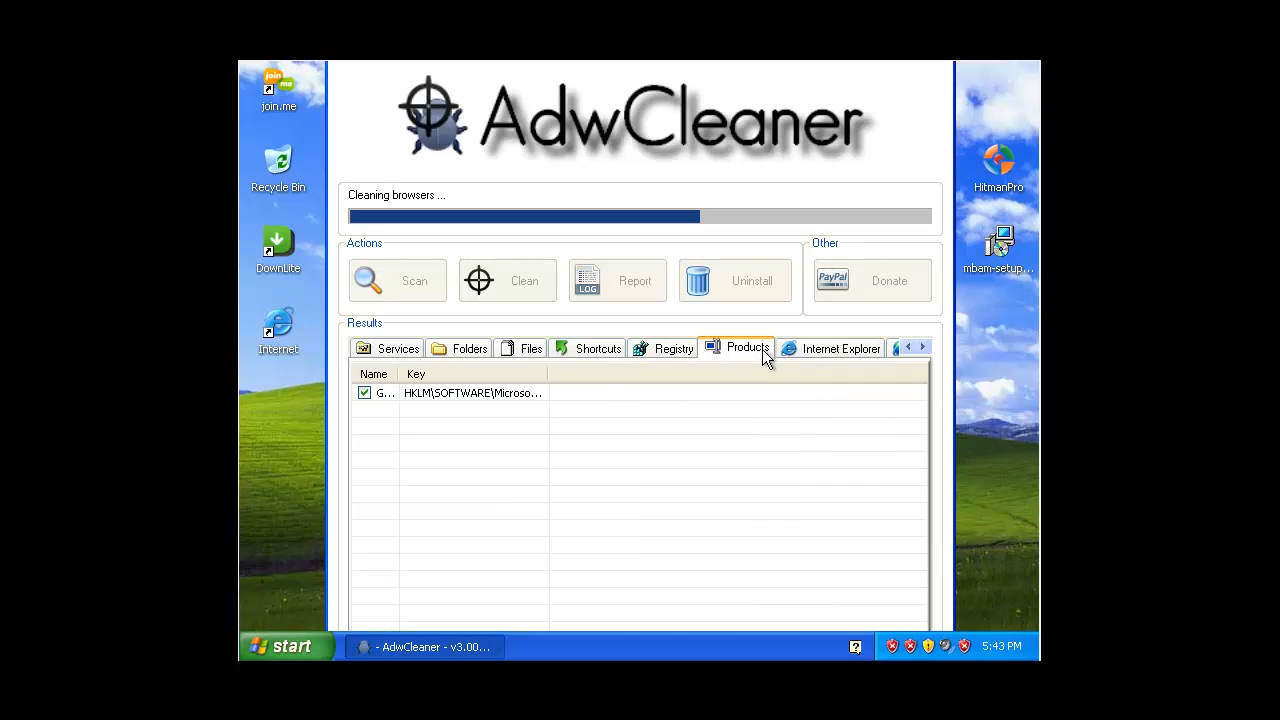 join
me
join.me
Recycle Bin
DownLite
Internet
AdwCleaner
Cleaning browsers ...
Actions
Scan
Clean
LOG
Report
Uninstall
Other
PayPal
Donate
Results
Services
Folders
Files
Shortcuts
Registry
Products
Internet Explorer
Name
Key
G...
HKLM\SOFTWARE\Microso...
HitmanPro
mbam-setup...
start
- AdwCleaner - v3.00...
?
5:43 PM